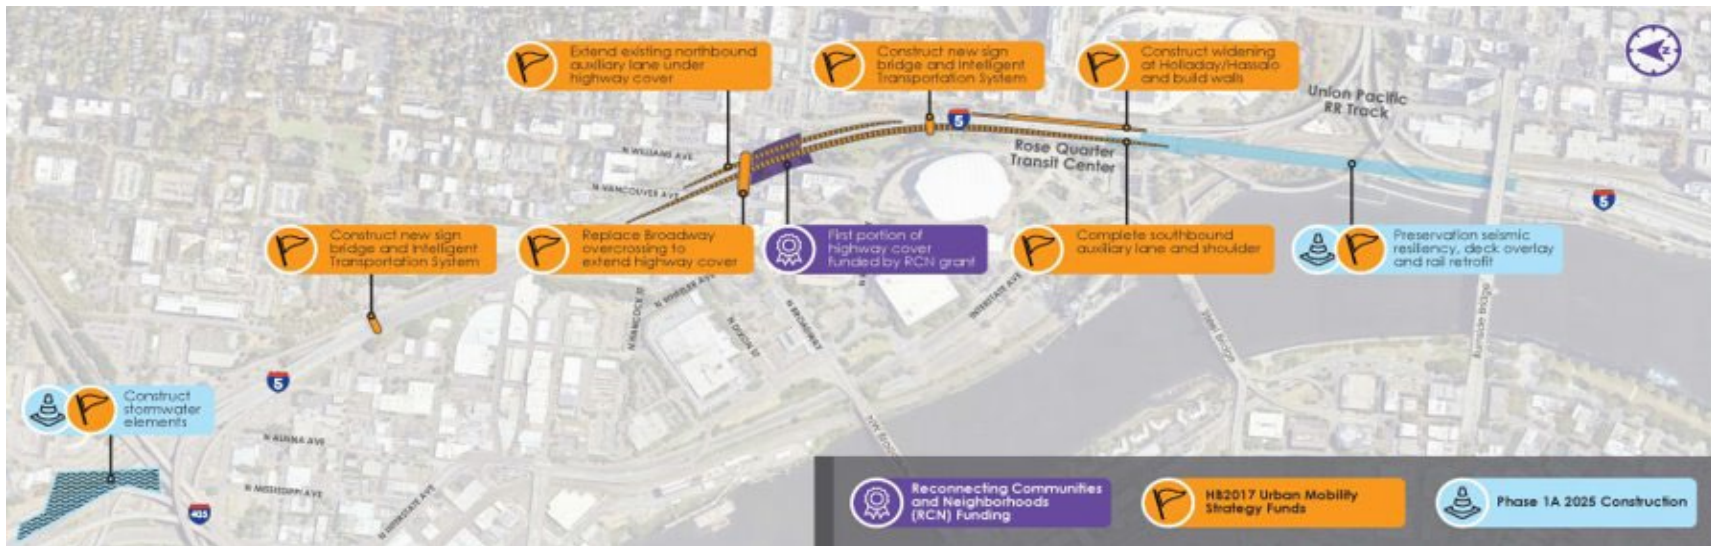 Extend existing northbound
auxiliary lane under
highway cover
Construct new sign
bridge and Intelligent
Transportation System
Construct widening
at Holladay/Hassalo
and build walls
Z
Union Pacific
RR Track
5
Rose Quarter
Transit Center
N WILLIAMS AVE
N VANCOUVER AVE
5
Construct new sign
bridge and Intelligent
Transportation System
Replace Broadway
overcrossing to
extend highway cover
First portion of
highway cover
funded by RCN grant
Complete southbound
auxiliary lane and shoulder
Preservation seismic
resiliency, deck overlay
and rail retrofit
N HANCOCK ST
N WHEELER AVE
N DIXON ST
N BROADWAY
INTERSTATE AVE
Steel Bridge
Burnside Bridge
5
Construct
stormwater
elements
N ALBINA AVE
N MISSISSIPPI AVE
N INTERSTATE AVE
405
Reconnecting Communities
and Neighborhoods
(RCN) Funding
HB2017 Urban Mobility
Strategy Funds
Phase 1A 2025 Construction